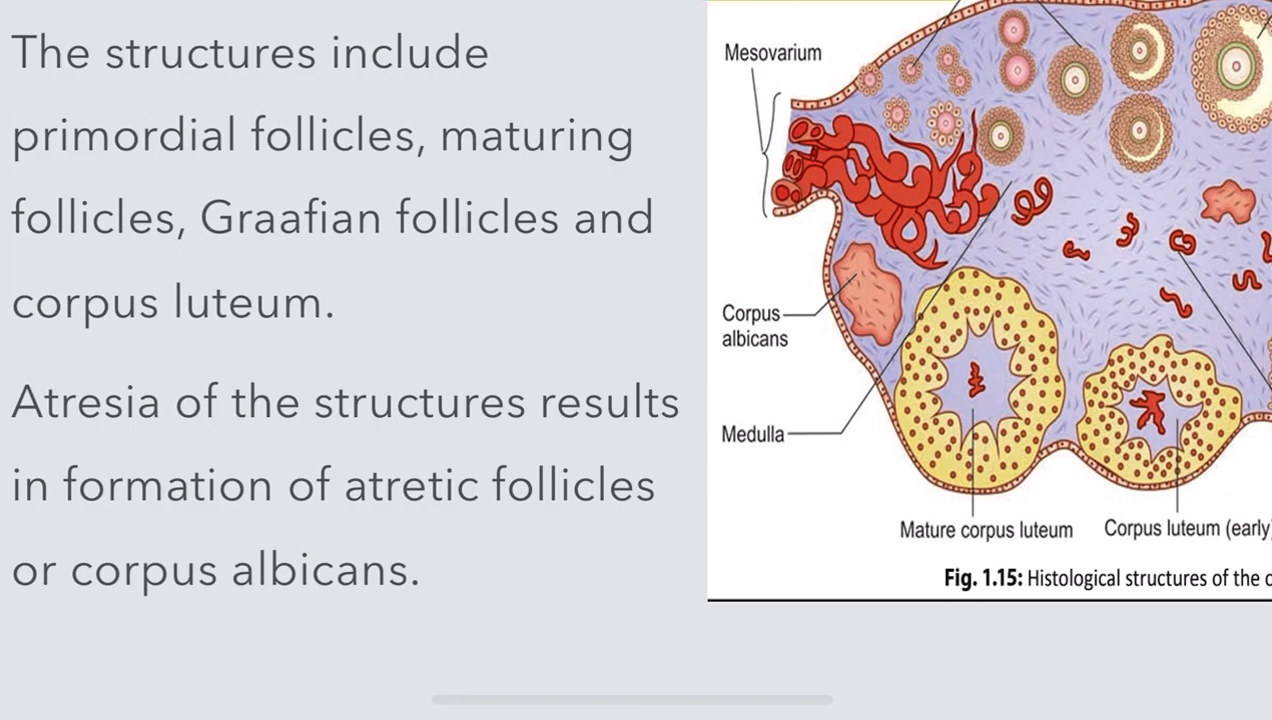 The structures include
primordial follicles, maturing
follicles, Graafian follicles and
corpus luteum.
Atresia of the structures results
in formation of atretic follicles
or corpus albicans.
Mesovarium
Corpus
albicans
Medulla
Mature corpus luteum
Corpus luteum (early)
Fig. 1.15: Histological structures of the